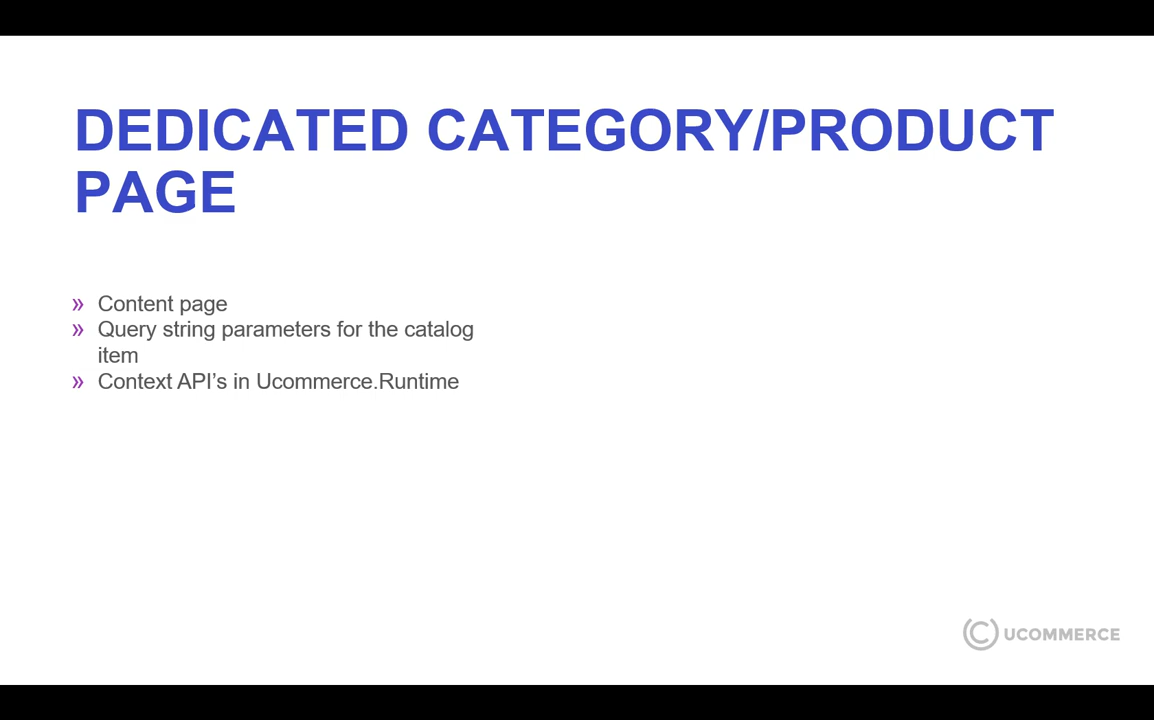 DEDICATED CATEGORY/PRODUCT
PAGE
» Content page
» Query string parameters for the catalog
item
» Context API’s in Ucommerce.Runtime
UCOMMERCE